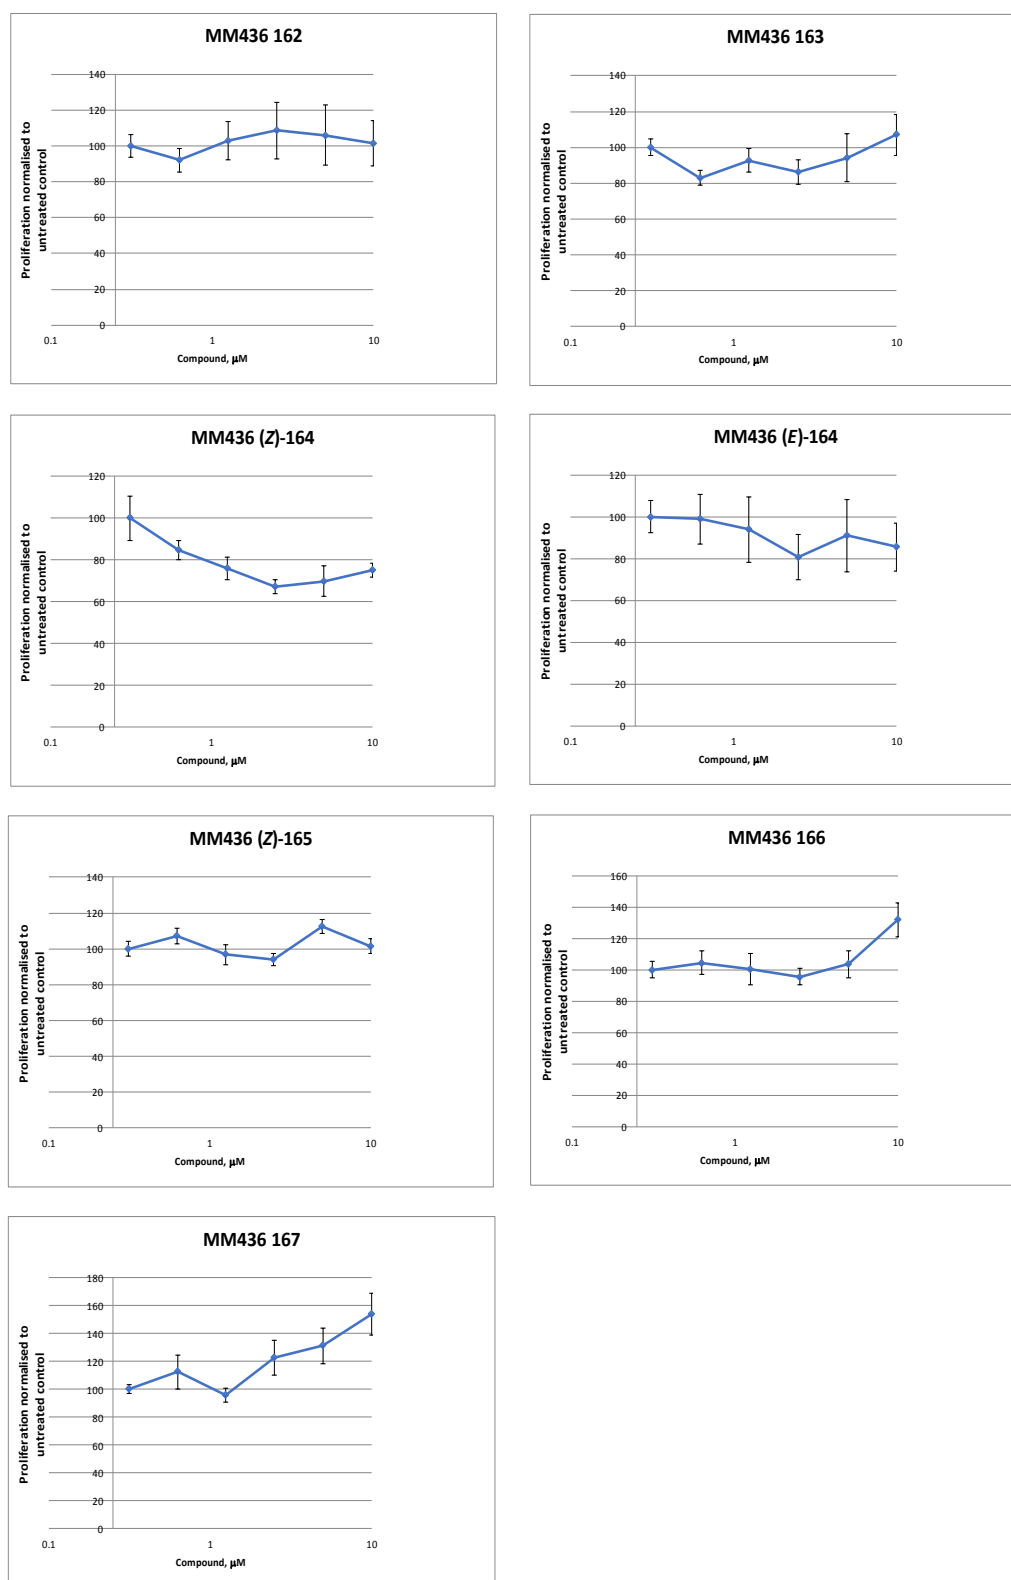 MM436 162
Proliferation normalised to
untreated control
140
120
100
80
60
40
20
0
0.1 1 10
Compound, µM
MM436 163
Proliferation normalised to
untreated control
140
120
100
80
60
40
20
0
0.1 1 10
Compound, µM
MM436 (Z)-164
Proliferation normalised to
untreated control
120
100
80
60
40
20
0
0.1 1 10
Compound, µM
MM436 (E)-164
Proliferation normalised to
untreated control
120
100
80
60
40
20
0
0.1 1 10
Compound, µM
MM436 (Z)-165
Proliferation normalised to
untreated control
140
120
100
80
60
40
20
0
0.1 1 10
Compound, µM
MM436 166
Proliferation normalised to
untreated control
160
140
120
100
80
60
40
20
0
0.1 1 10
Compound, µM
MM436 167
Proliferation normalised to
untreated control
180
160
140
120
100
80
60
40
20
0
0.1 1 10
Compound, µM